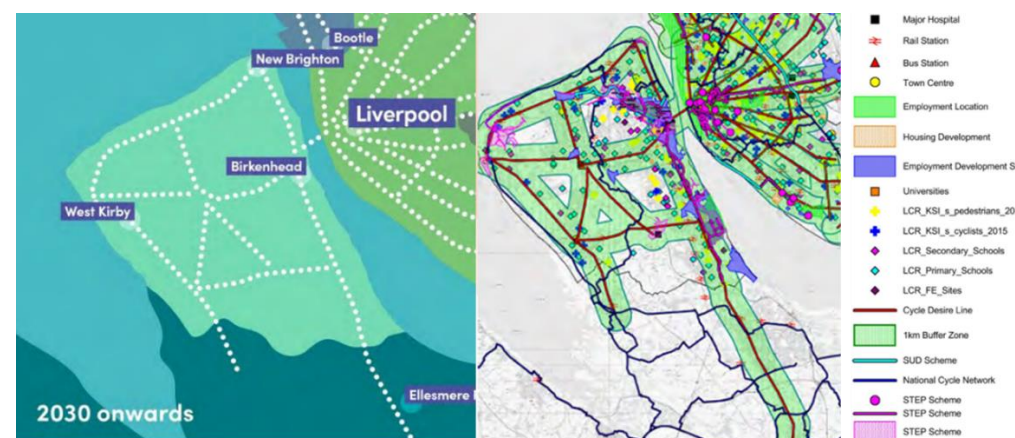 Bootle
New Brighton
Liverpool
Birkenhead
West Kirby
Ellesmere
2030 onwards
Major Hospital
Rail Station
Bus Station
Town Centre
Employment Location
Housing Development
Employment Development S
Universities
LCR_KSI_s_pedestrians_20
LCR_KSI_s_cyclists_2015
LCR_Secondary_Schools
LCR_Primary_Schools
LCR_FE_Sites
Cycle Desire Line
1km Buffer Zone
SUD Scheme
National Cycle Network
STEP Scheme
STEP Scheme
STEP Scheme